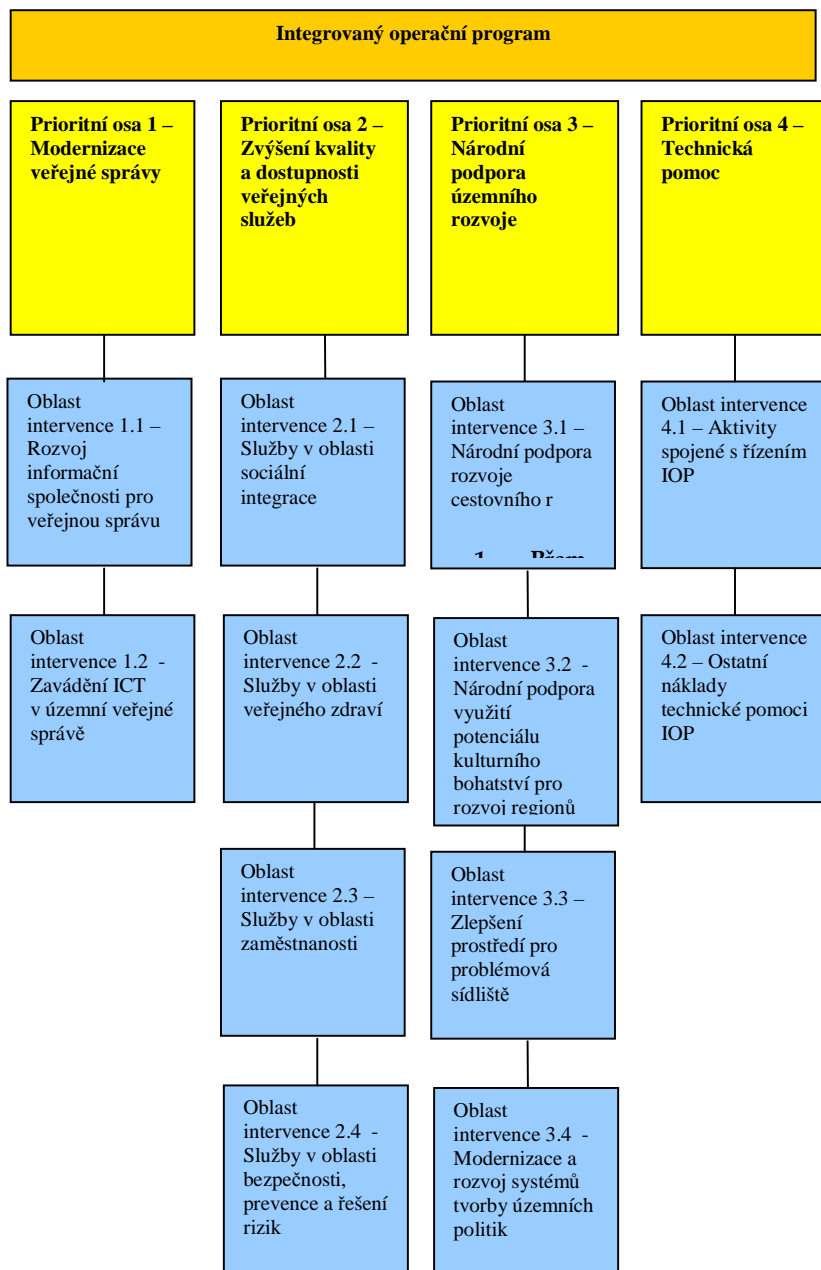 Integrovaný operační program
Prioritní osa 1 –
Modernizace
veřejné správy
Prioritní osa 2 –
Zvýšení kvality
a dostupnosti
veřejných
služeb
Prioritní osa 3 –
Národní
podpora
územního
rozvoje
Prioritní osa 4 –
Technická
pomoc
Oblast
intervence 1.1 –
Rozvoj
informační
společnosti pro
veřejnou správu
Oblast
intervence 1.2 -
Zavádění ICT
v územní veřejné
správě
Oblast
intervence 2.1 –
Služby v oblasti
sociální
integrace
Oblast
intervence 2.2 -
Služby v oblasti
veřejného zdraví
Oblast
intervence 2.3 –
Služby v oblasti
zaměstnanosti
Oblast
intervence 2.4 -
Služby v oblasti
bezpečnosti,
prevence a řešení
rizik
Oblast
intervence 3.1 –
Národní podpora
rozvoje
cestovního r
Oblast
intervence 3.2 -
Národní podpora
využití
potenciálu
kulturního
bohatství pro
rozvoj regionů
Oblast
intervence 3.3 –
Zlepšení
prostředí pro
problémová
sídliště
Oblast
intervence 3.4 -
Modernizace a
rozvoj systémů
tvorby územních
politik
Oblast intervence
4.1 – Aktivity
spojené s řízením
IOP
Oblast intervence
4.2 – Ostatní
náklady
technické pomoci
IOP